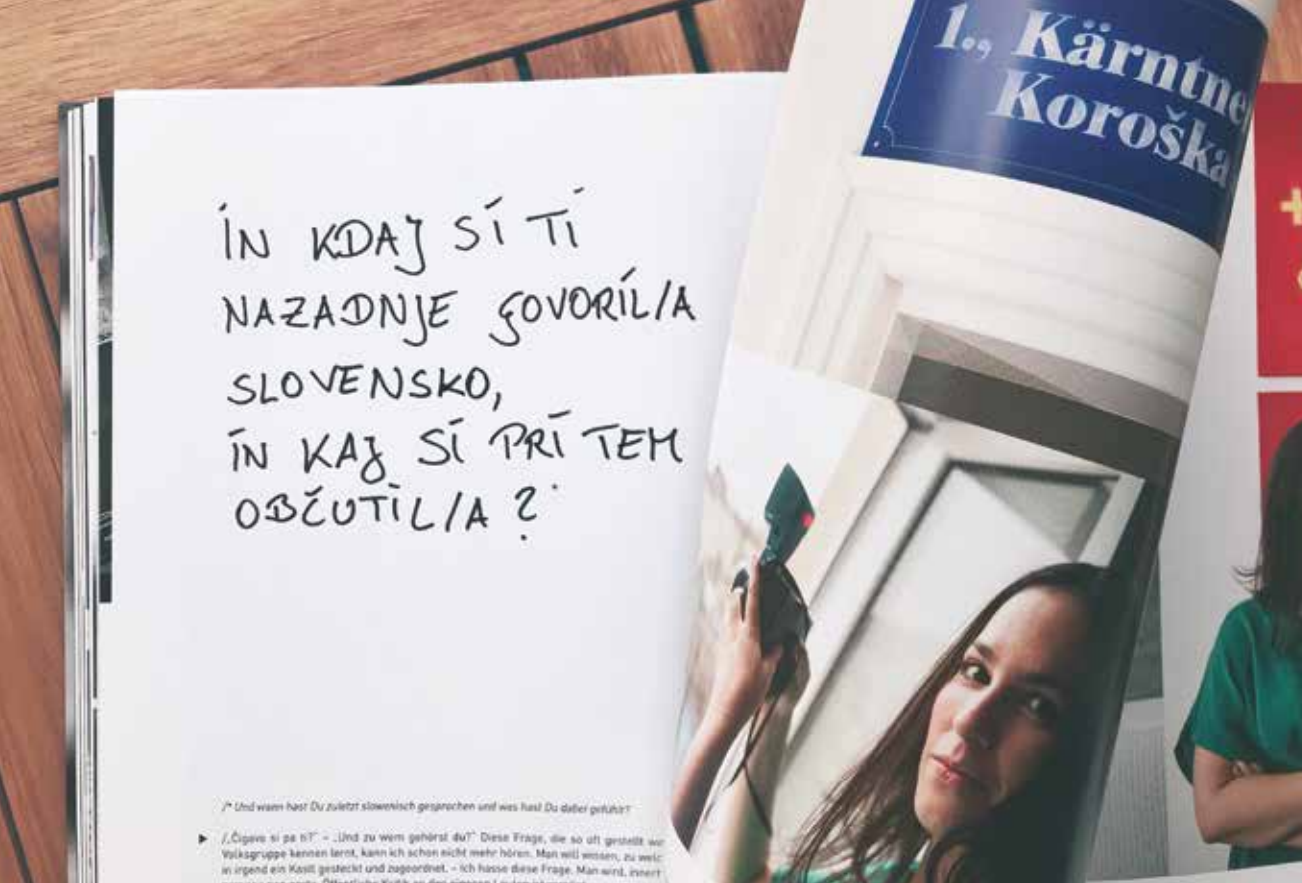 IN KDAJ SI TI
NAZADNJE GOVORIL/A
SLOVENSKO,
IN KAJ SI PRI TEM
OBČUTIL/A?
/* Und wann hast Du zuletzt slowenisch gesprochen und was hast Du dabei gefühlt?
/„Čigava si pa ti?“ – „Und zu wem gehörst du?“ Diese Frage, die so oft gestellt
Volksgruppe kennen lernt, kann ich schon nicht mehr hören. Man will wissen, zu
in irgend ein Kastl gesteckt und zugeordnet. – Ich hasse diese Frage. Man wird,
1., Kärntne
Koroška